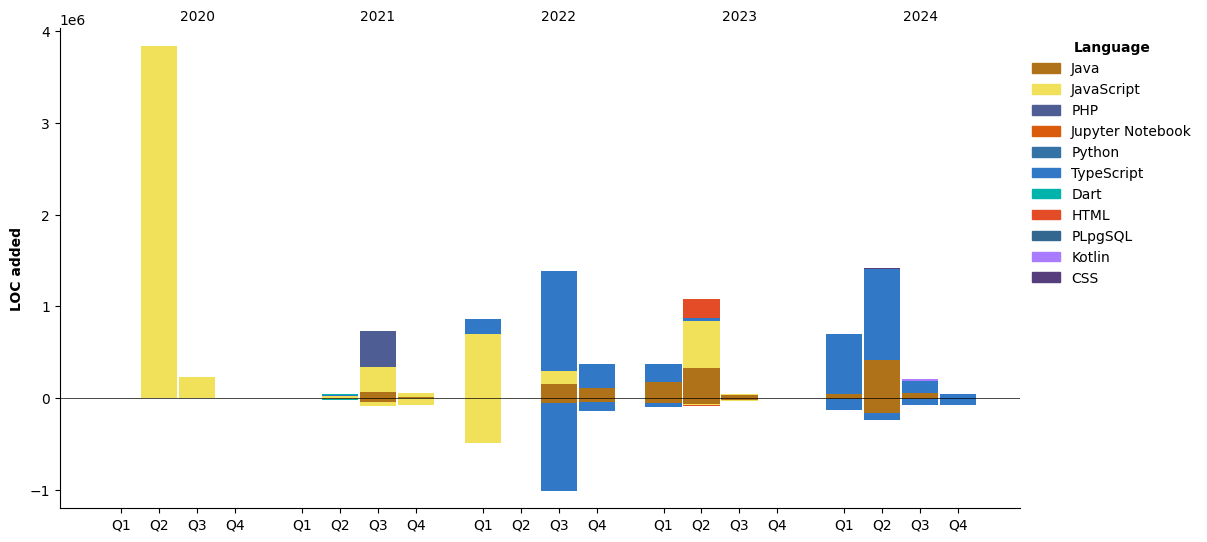 2020 2021 2022 2023 2024
1e6
4
3
2
1
0
−1
LOC added
Q1 Q2 Q3 Q4 Q1 Q2 Q3 Q4 Q1 Q2 Q3 Q4 Q1 Q2 Q3 Q4 Q1 Q2 Q3 Q4
Language
Java
JavaScript
PHP
Jupyter Notebook
Python
TypeScript
Dart
HTML
PLpgSQL
Kotlin
CSS